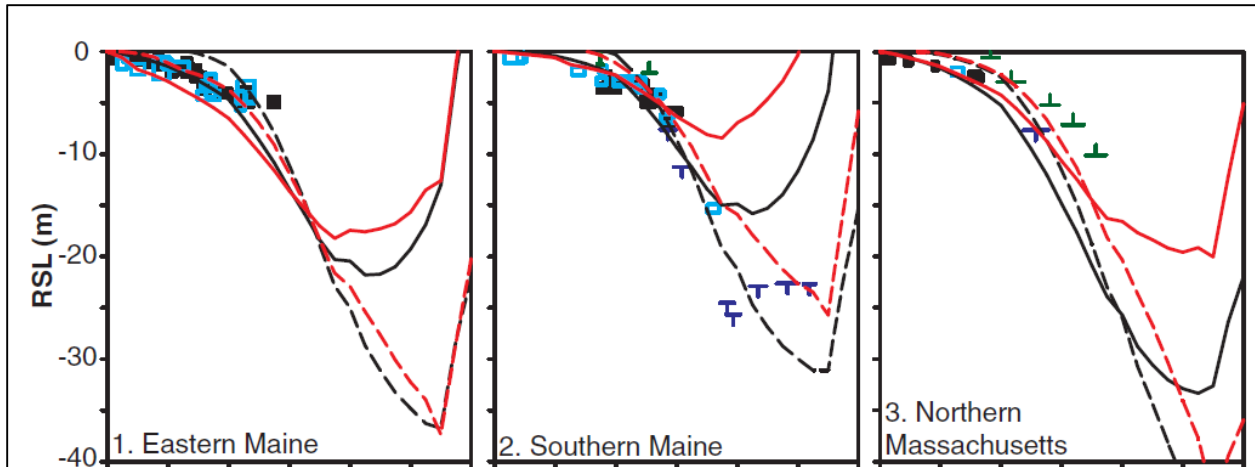 RSL (m)
0
-10
-20
-30
-40
1. Eastern Maine
2. Southern Maine
3. Northern
Massachusetts